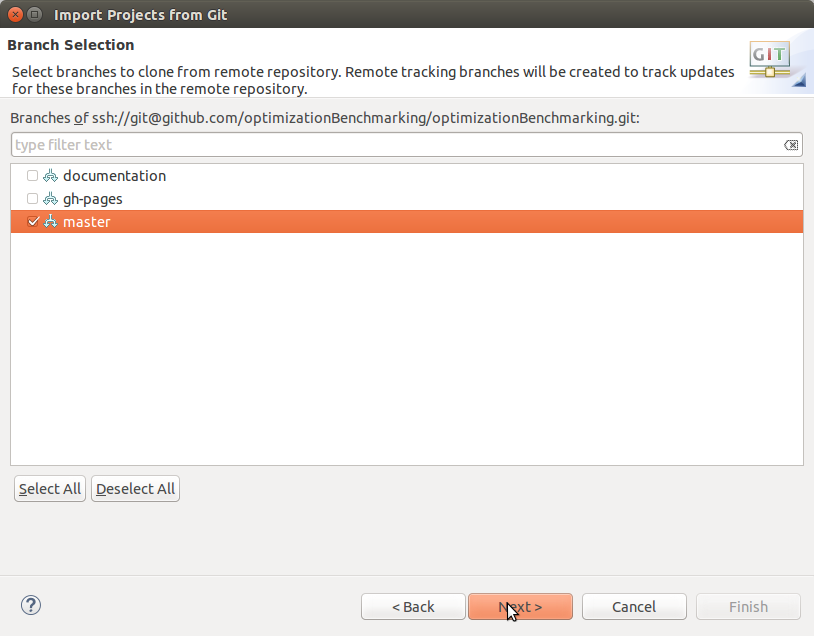 Import Projects from Git
Branch Selection
Select branches to clone from remote repository. Remote tracking branches will be created to track updates
for these branches in the remote repository.
GIT
Branches of ssh://git@github.com/optimizationBenchmarking/optimizationBenchmarking.git:
type filter text
documentation
gh-pages
master
Select All Deselect All
? < Back Next > Cancel Finish